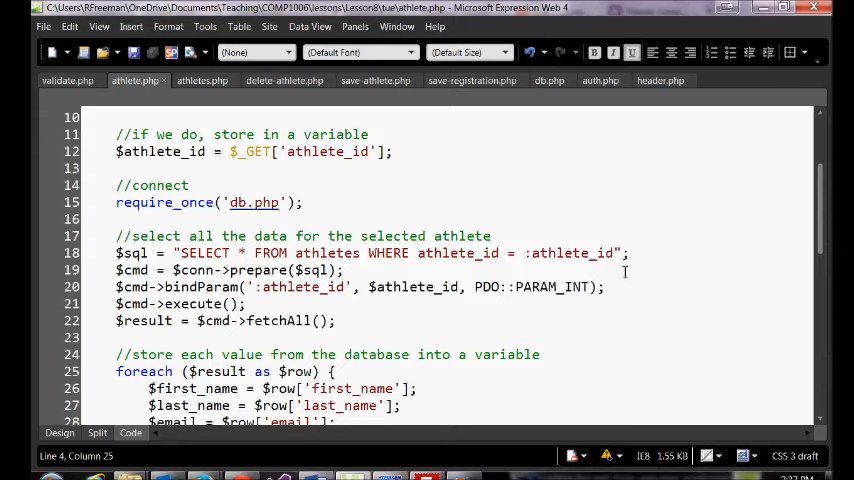 C:\Users\RFreeman\OneDrive\Documents\Teaching\COMP1006\lessons\Lesson8\tue\athlete.php - Microsoft Expression Web 4
File Edit View Insert Format Tools Table Site Data View Panels Window Help
(None) (Default Font) (Default Size) B I U
validate.php athlete.php athletes.php delete-athlete.php save-athlete.php save-registration.php db.php auth.php header.php
10
11 //if we do, store in a variable
12 $athlete_id = $_GET['athlete_id'];
13
14 //connect
15 require_once('db.php');
16
17 //select all the data for the selected athlete
18 $sql = "SELECT * FROM athletes WHERE athlete_id = :athlete_id";
19 $cmd = $conn->prepare($sql);
20 $cmd->bindParam(':athlete_id', $athlete_id, PDO::PARAM_INT);
21 $cmd->execute();
22 $result = $cmd->fetchAll();
23
24 //store each value from the database into a variable
25 foreach ($result as $row) {
26 $first_name = $row['first_name'];
27 $last_name = $row['last_name'];
28 $email = $row['email'];
Design Split Code
Line 4, Column 25 IE8 1.55 KB CSS 3 draft
2:37 PM